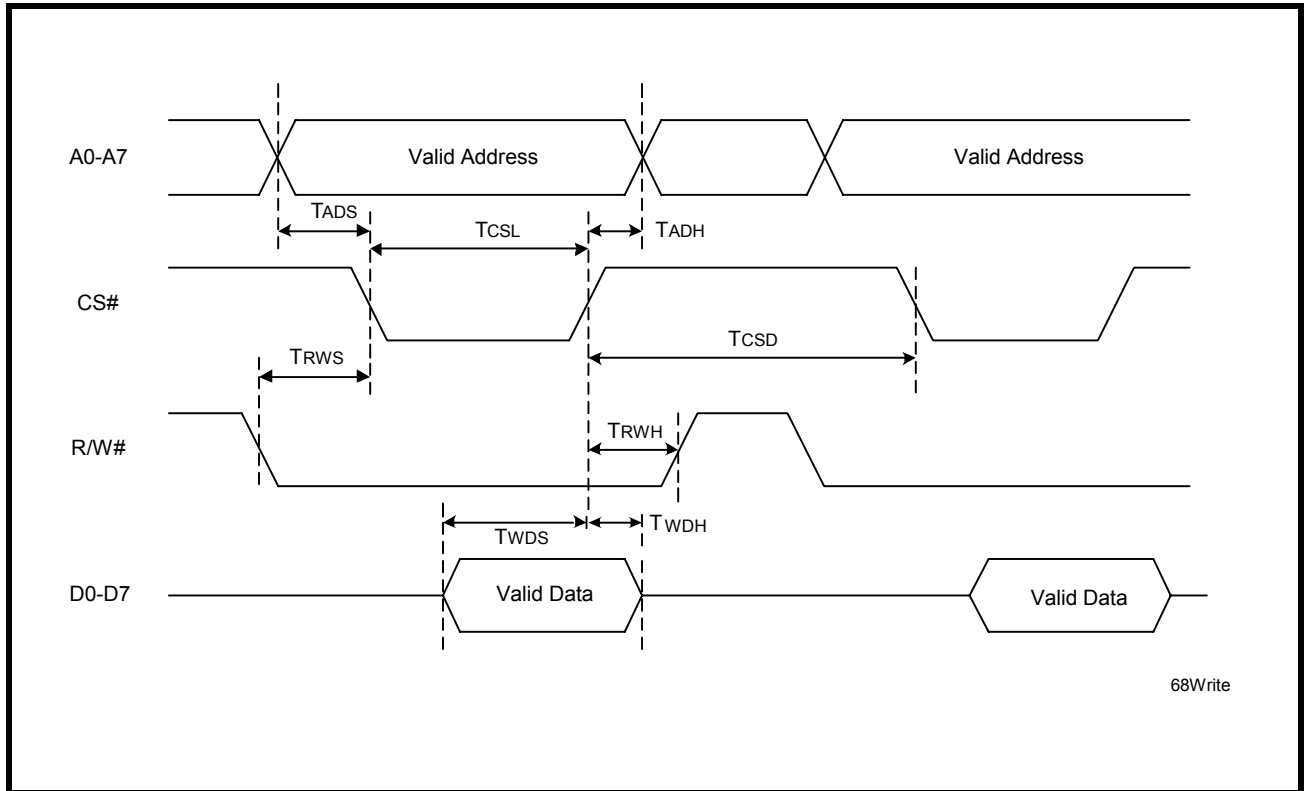 A0-A7
Valid Address
Valid Address
TADS
TCSL
TADH
CS#
TCSD
TRWS
R/W#
TRWH
TWDS
TWDH
D0-D7
Valid Data
Valid Data
68Write